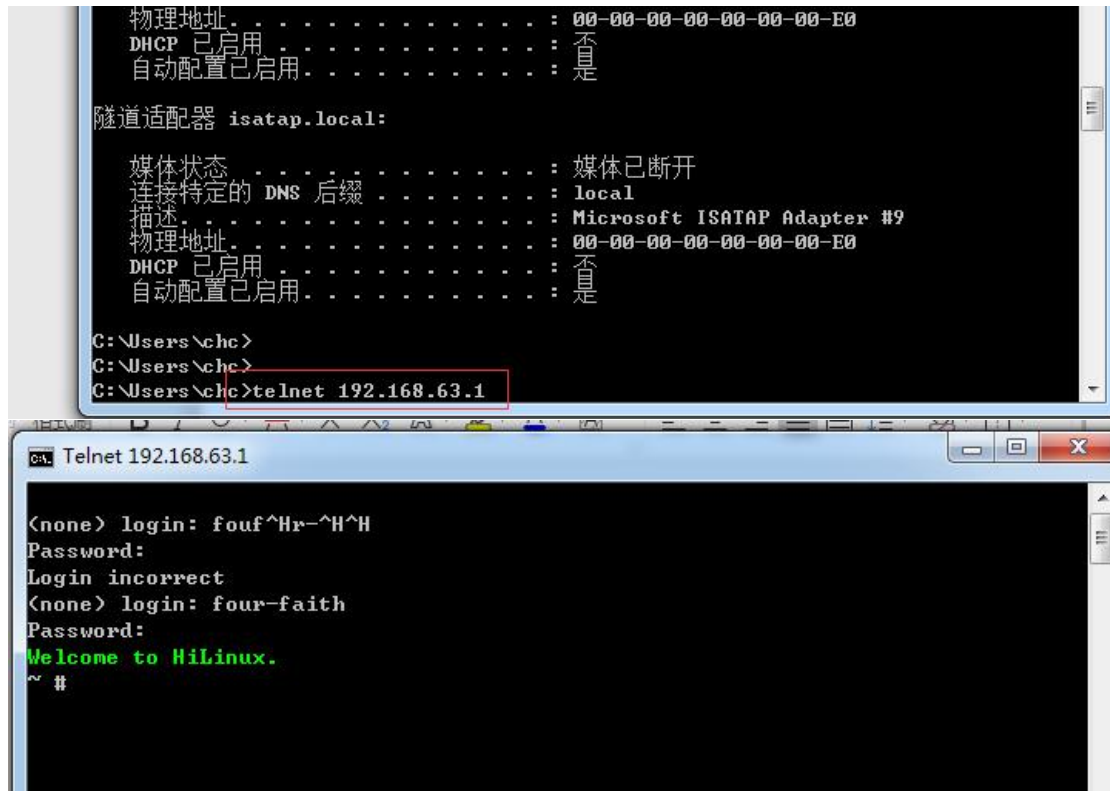 物理地址. . . . . . . . . . . . . : 00-00-00-00-00-00-00-E0
DHCP 已启用 . . . . . . . . . . . : 否
自动配置已启用. . . . . . . . . . : 是
隧道适配器 isatap.local:
媒体状态 . . . . . . . . . . . . : 媒体已断开
连接特定的 DNS 后缀 . . . . . . . : local
描述. . . . . . . . . . . . . . . : Microsoft ISATAP Adapter #9
物理地址. . . . . . . . . . . . . : 00-00-00-00-00-00-00-E0
DHCP 已启用 . . . . . . . . . . . : 否
自动配置已启用. . . . . . . . . . : 是
C:\Users\chc>
C:\Users\chc>
C:\Users\chc>telnet 192.168.63.1
Telnet 192.168.63.1
(none) login: fouf^Hr-^H^H
Password:
Login incorrect
(none) login: four-faith
Password:
Welcome to HiLinux.
~ #